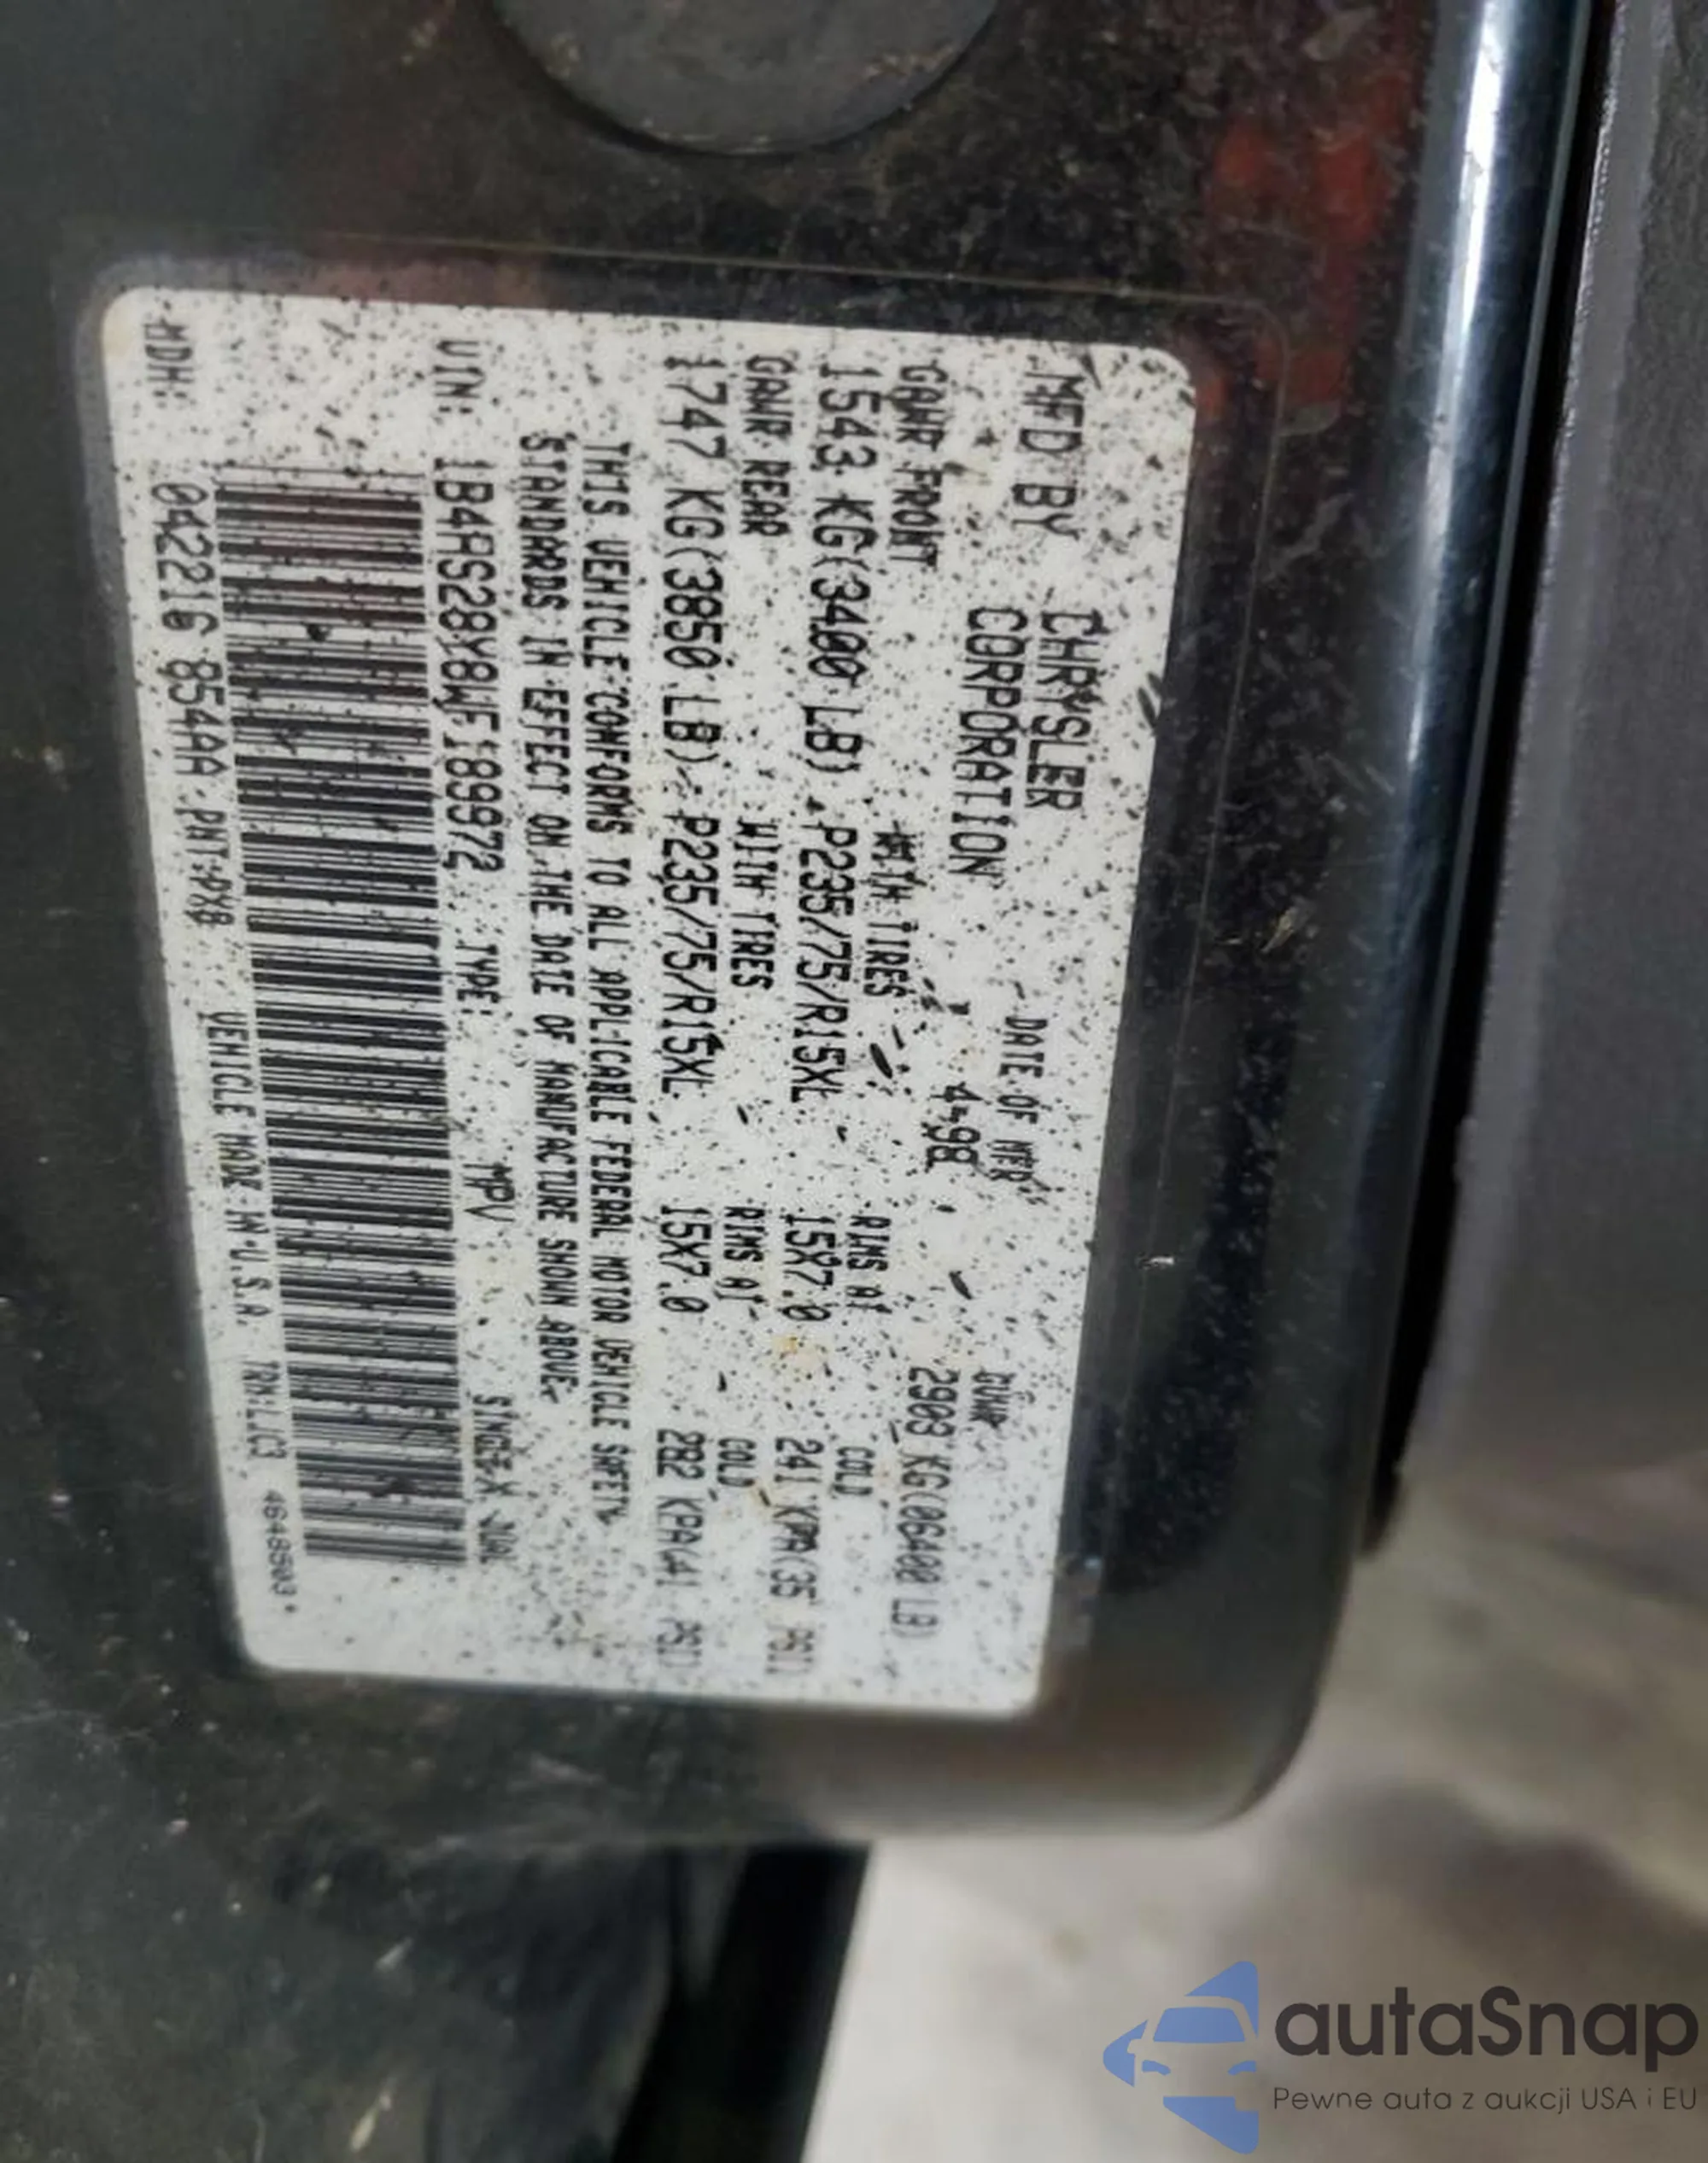 MFD BY CHRYSLER CORPORATION
DATE OF MFR
4-98
GVWR
2903 KG(06400 LB)
GAWR FRONT WITH TIRES RIMS AT COLD
1543 KG(3400 LB) P235/75/R15XL 15X7.0 241 KPA(35 PSI)
GAWR REAR WITH TIRES RIMS AT COLD
1747 KG(3850 LB) P235/75/R15XL 15X7.0 282 KPA(41 PSI)
THIS VEHICLE CONFORMS TO ALL APPLICABLE FEDERAL MOTOR VEHICLE SAFETY
STANDARDS IN EFFECT ON THE DATE OF MANUFACTURE SHOWN ABOVE.
VIN: 1B4AS28Y8WF189972 TYPE: MPV
MDH: 042216 854AA PNT:PX8 VEHICLE MADE IN U.S.A. TRM:LJC3
autaSnap
Pewne auta z aukcji USA i EU